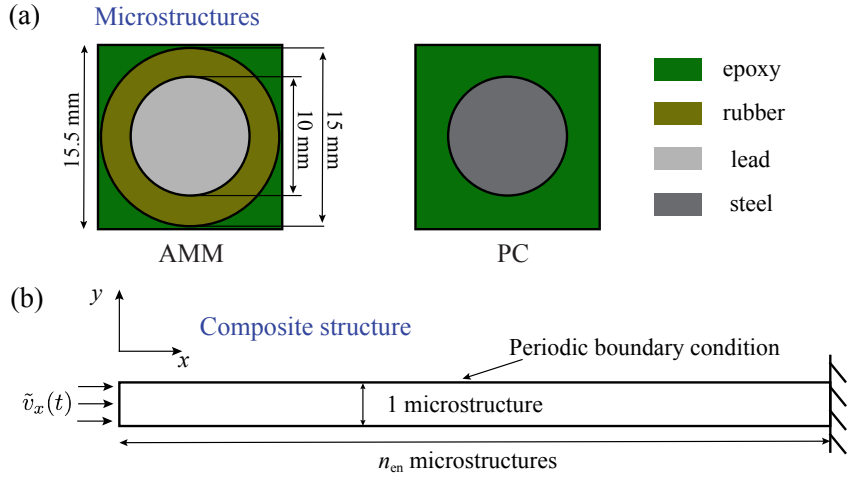 (a)
Microstructures
15.5 mm
10 mm
15 mm
AMM
PC
epoxy
rubber
lead
steel
(b)
y
x
Composite structure
Periodic boundary condition
ṽₓ(t)
1 microstructure
nₑₙ microstructures